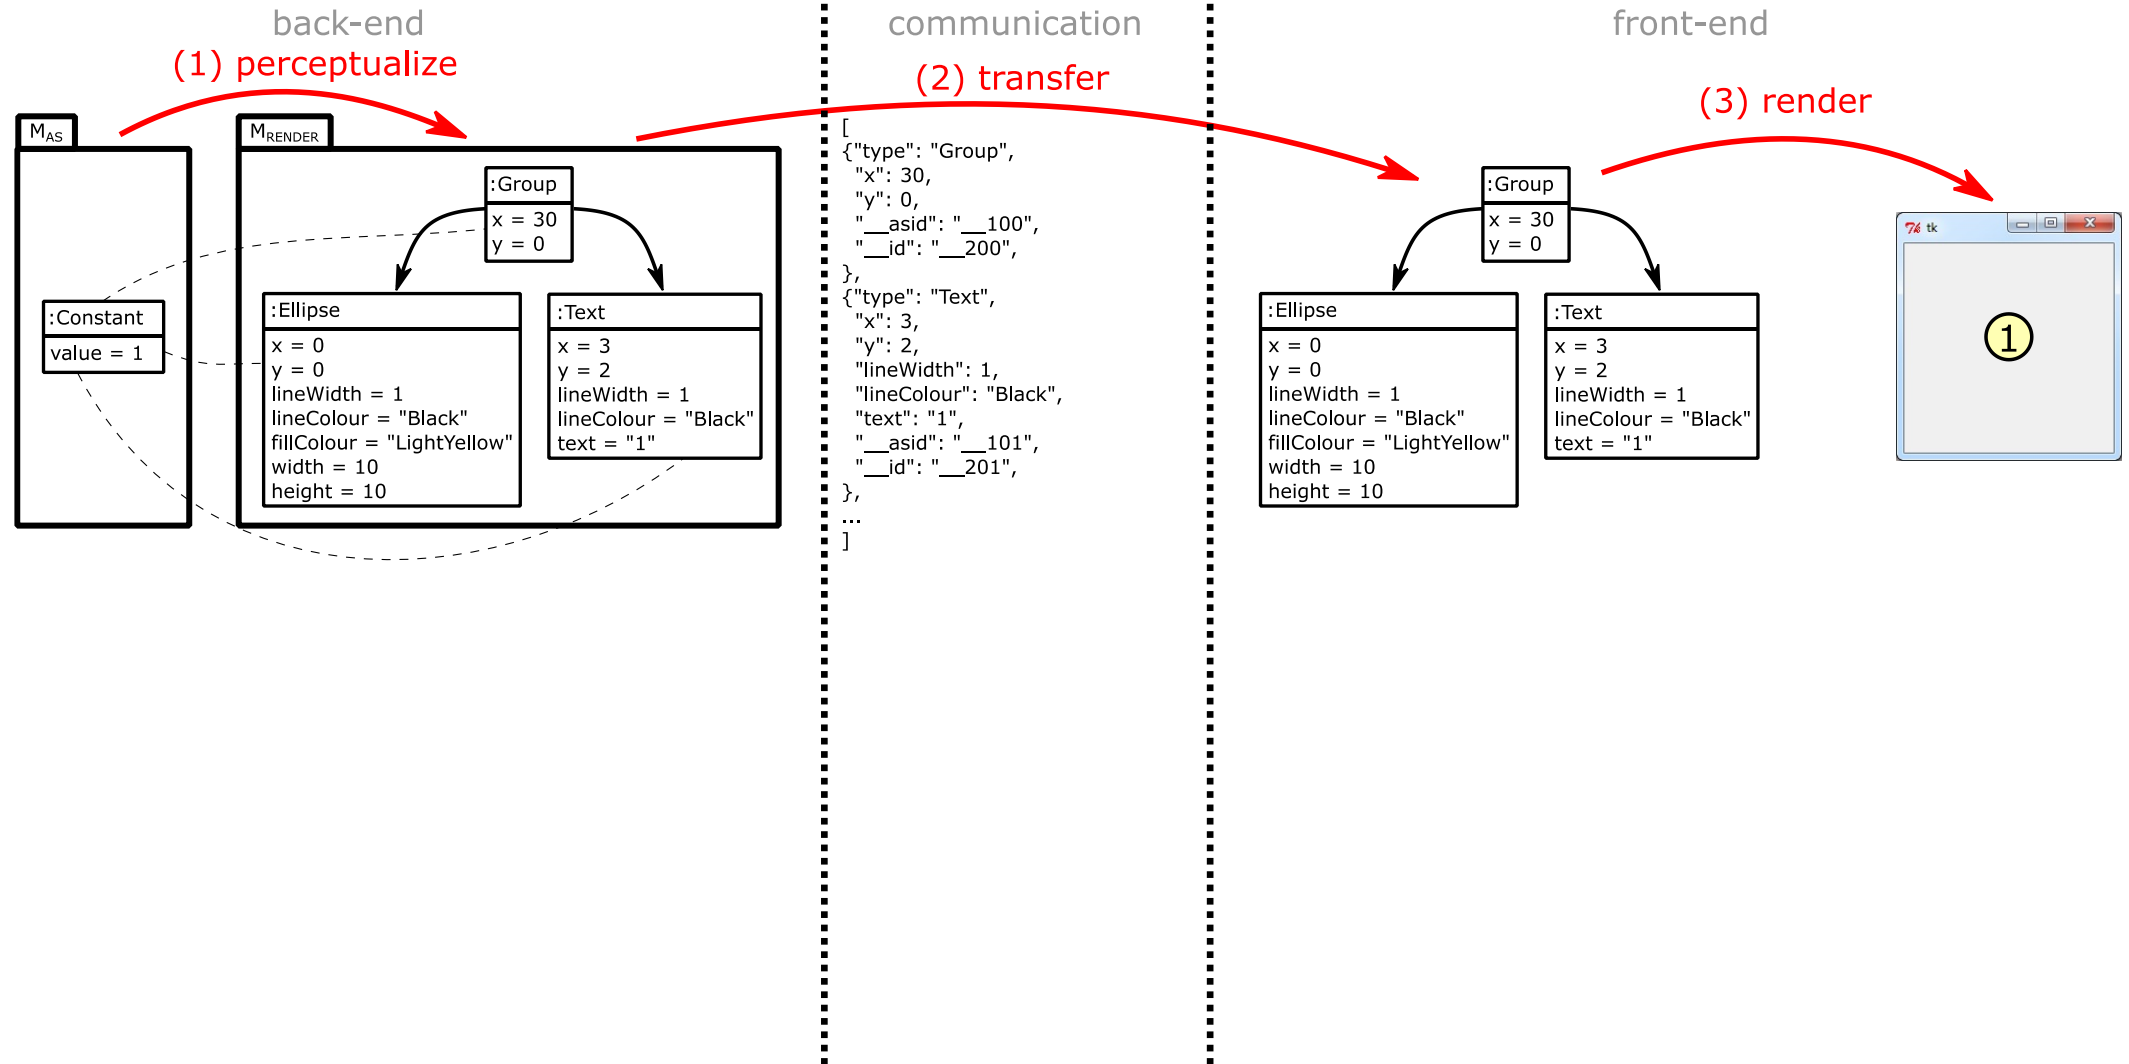 back-end
(1) perceptualize
M_AS
:Constant
value = 1
M_RENDER
:Group
x = 30
y = 0
:Ellipse
x = 0
y = 0
lineWidth = 1
lineColour = "Black"
fillColour = "LightYellow"
width = 10
height = 10
:Text
x = 3
y = 2
lineWidth = 1
lineColour = "Black"
text = "1"
communication
(2) transfer
[
{"type": "Group",
"x": 30,
"y": 0,
"__asid": "__100",
"__id": "__200",
},
{"type": "Text",
"x": 3,
"y": 2,
"lineWidth": 1,
"lineColour": "Black",
"text": "1",
"__asid": "__101",
"__id": "__201",
},
...
]
front-end
(3) render
:Group
x = 30
y = 0
:Ellipse
x = 0
y = 0
lineWidth = 1
lineColour = "Black"
fillColour = "LightYellow"
width = 10
height = 10
:Text
x = 3
y = 2
lineWidth = 1
lineColour = "Black"
text = "1"
7% tk
1